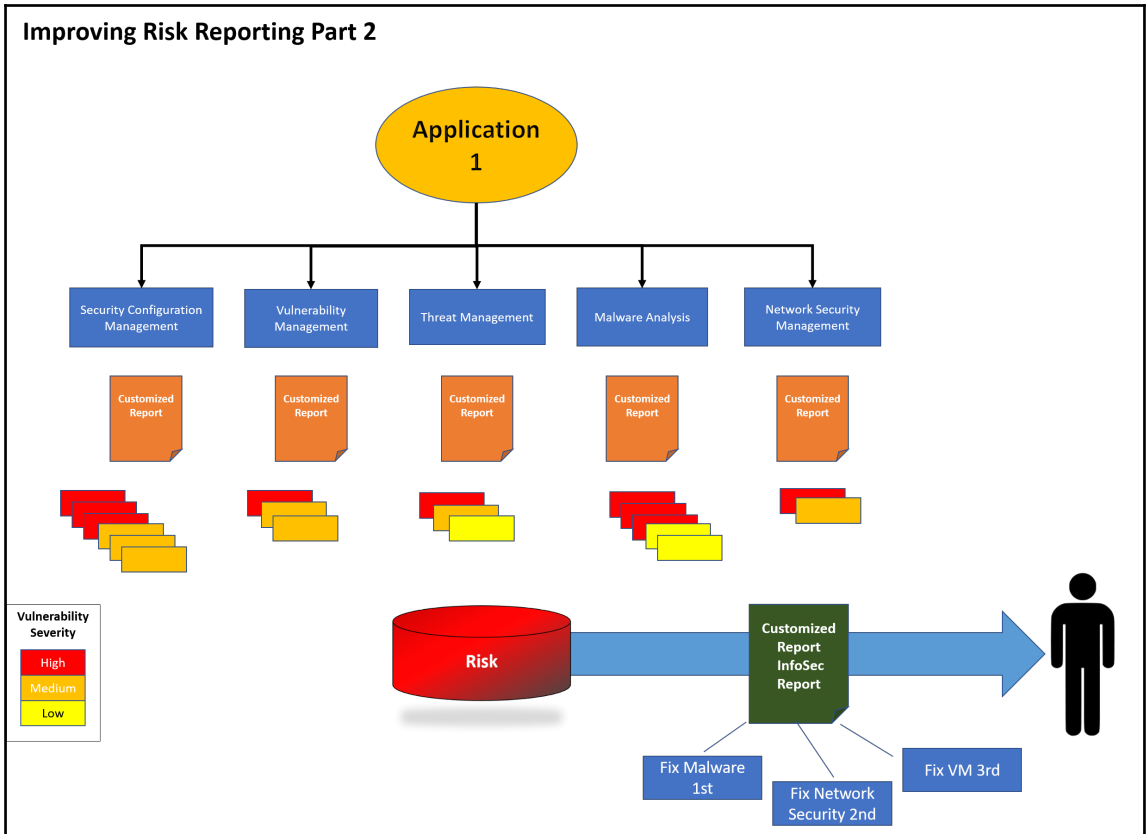 Improving Risk Reporting Part 2
Application
1
Security Configuration
Management
Vulnerability
Management
Threat Management
Malware Analysis
Network Security
Management
Customized
Report
Customized
Report
Customized
Report
Customized
Report
Customized
Report
Vulnerability
Severity
High
Medium
Low
Risk
Customized
Report
InfoSec
Report
Fix Malware
1st
Fix Network
Security 2nd
Fix VM 3rd